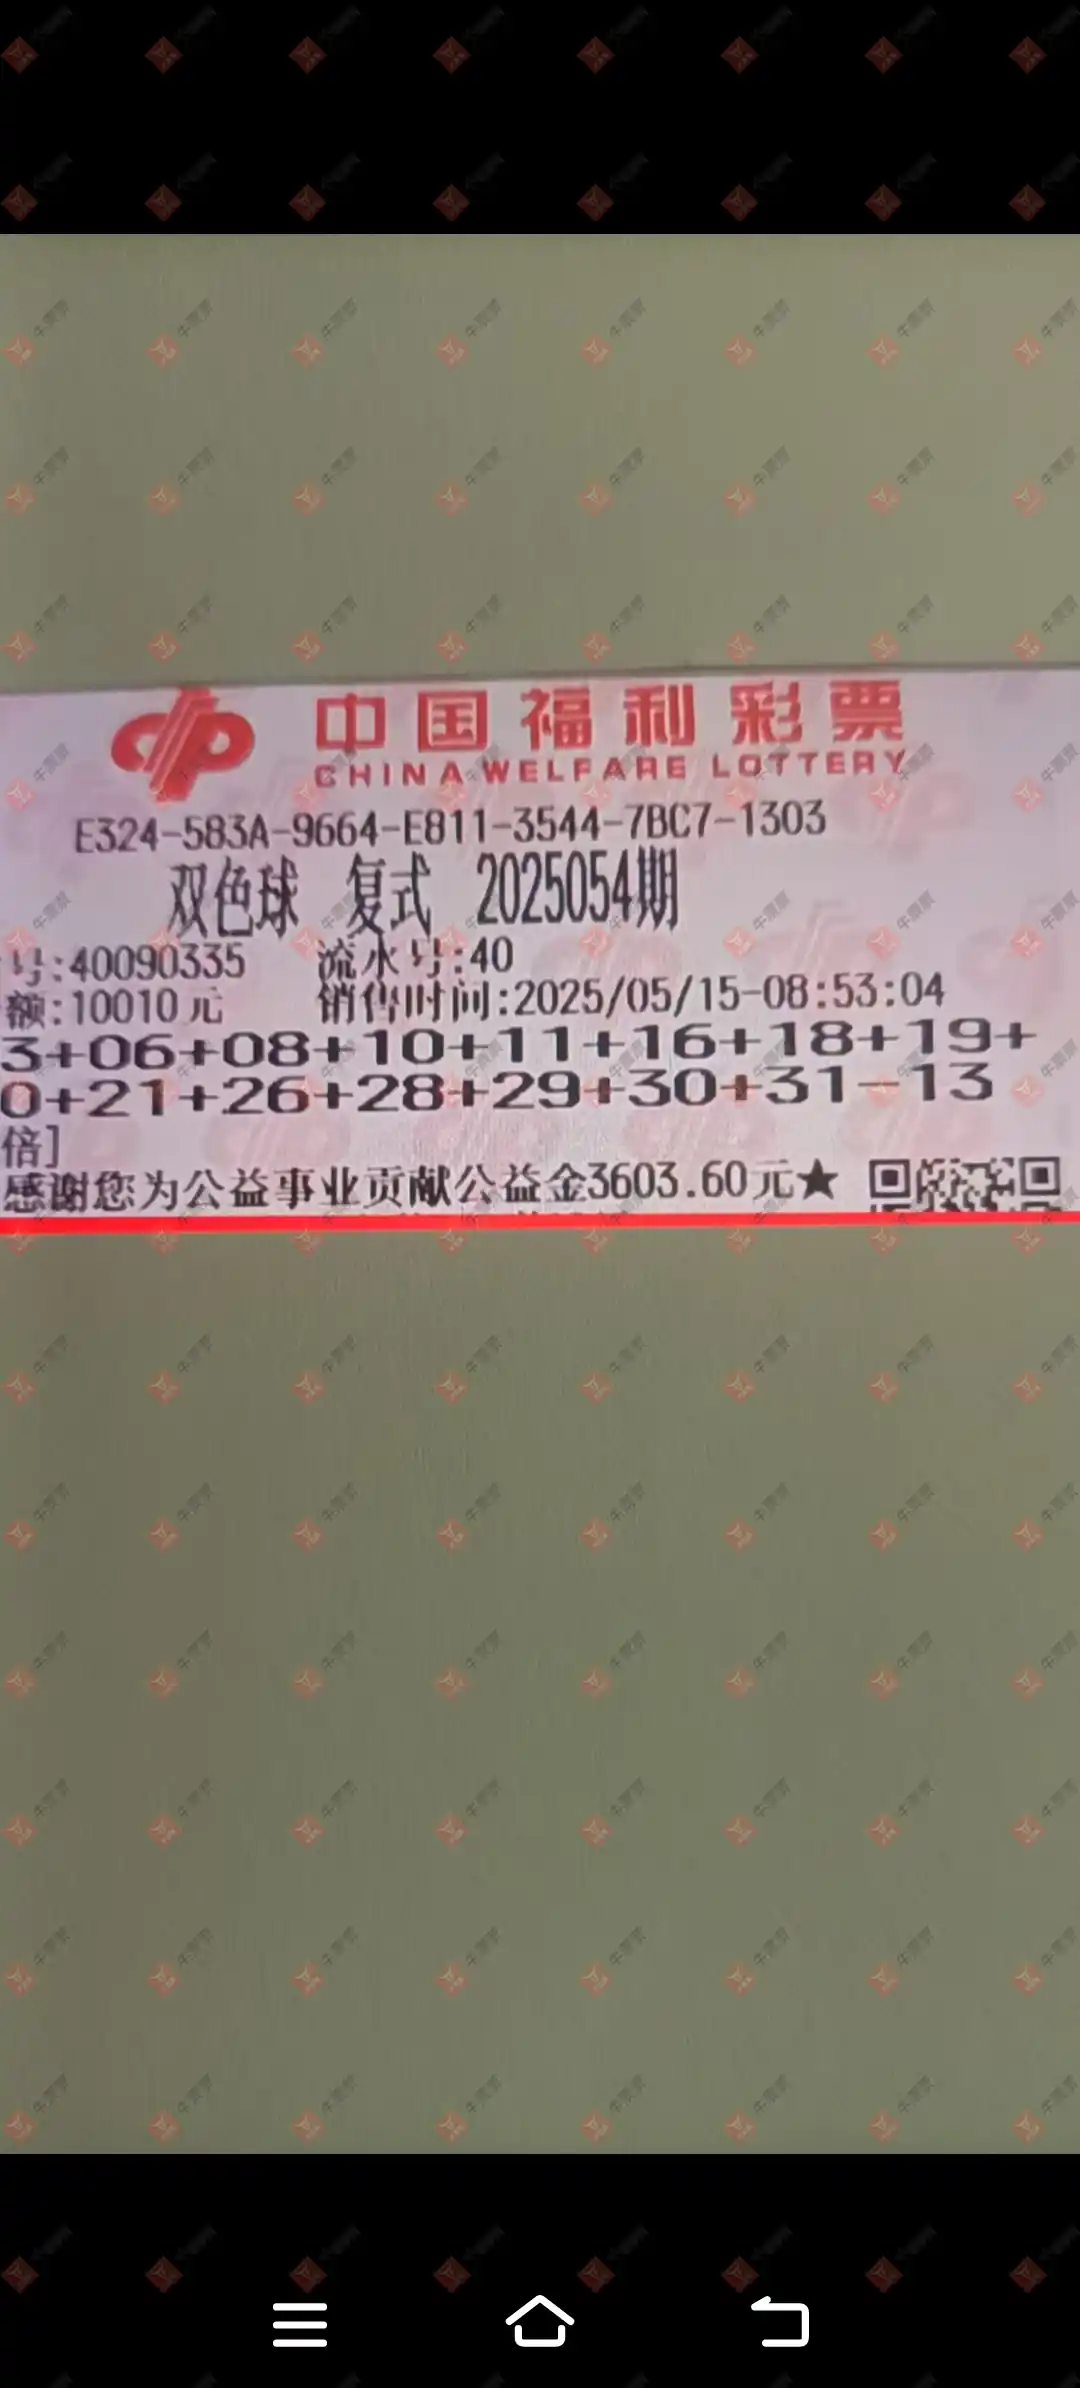 中国福利彩票
CHINA WELFARE LOTTERY
E324-583A-9664-E811-3544-7BC7-1303
双色球 复式 2025054期
号:40090335 流水号:40
额:10010元 销售时间:2025/05/15-08:53:04
3+06+08+10+11+16+18+19+
0+21+26+28+29+30+31-13
倍]
感谢您为公益事业贡献公益金3603.60元★